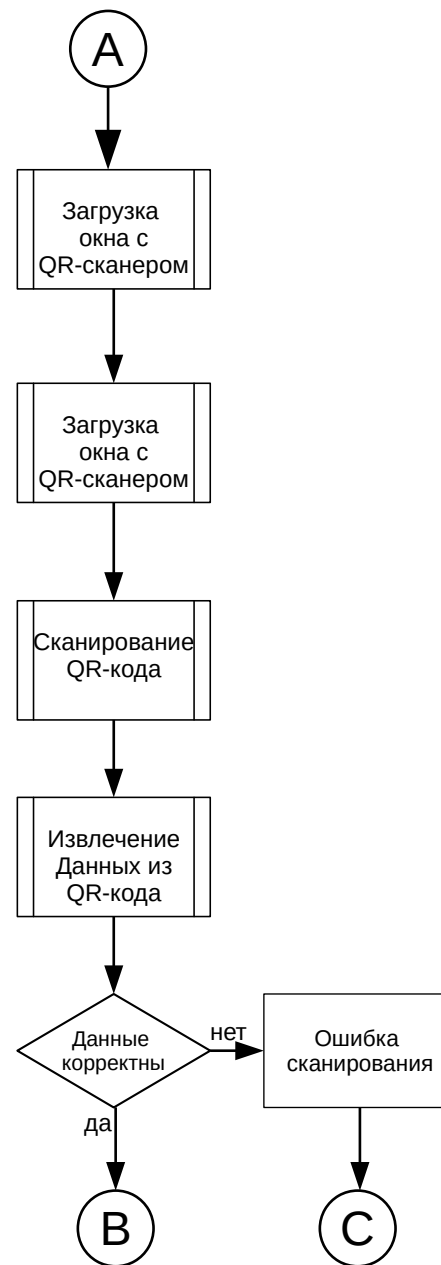 A
Загрузка
окна с
QR-сканером
Загрузка
окна с
QR-сканером
Сканирование
QR-кода
Извлечение
Данных из
QR-кода
Данные
корректны
нет
Ошибка
сканирования
да
B
C